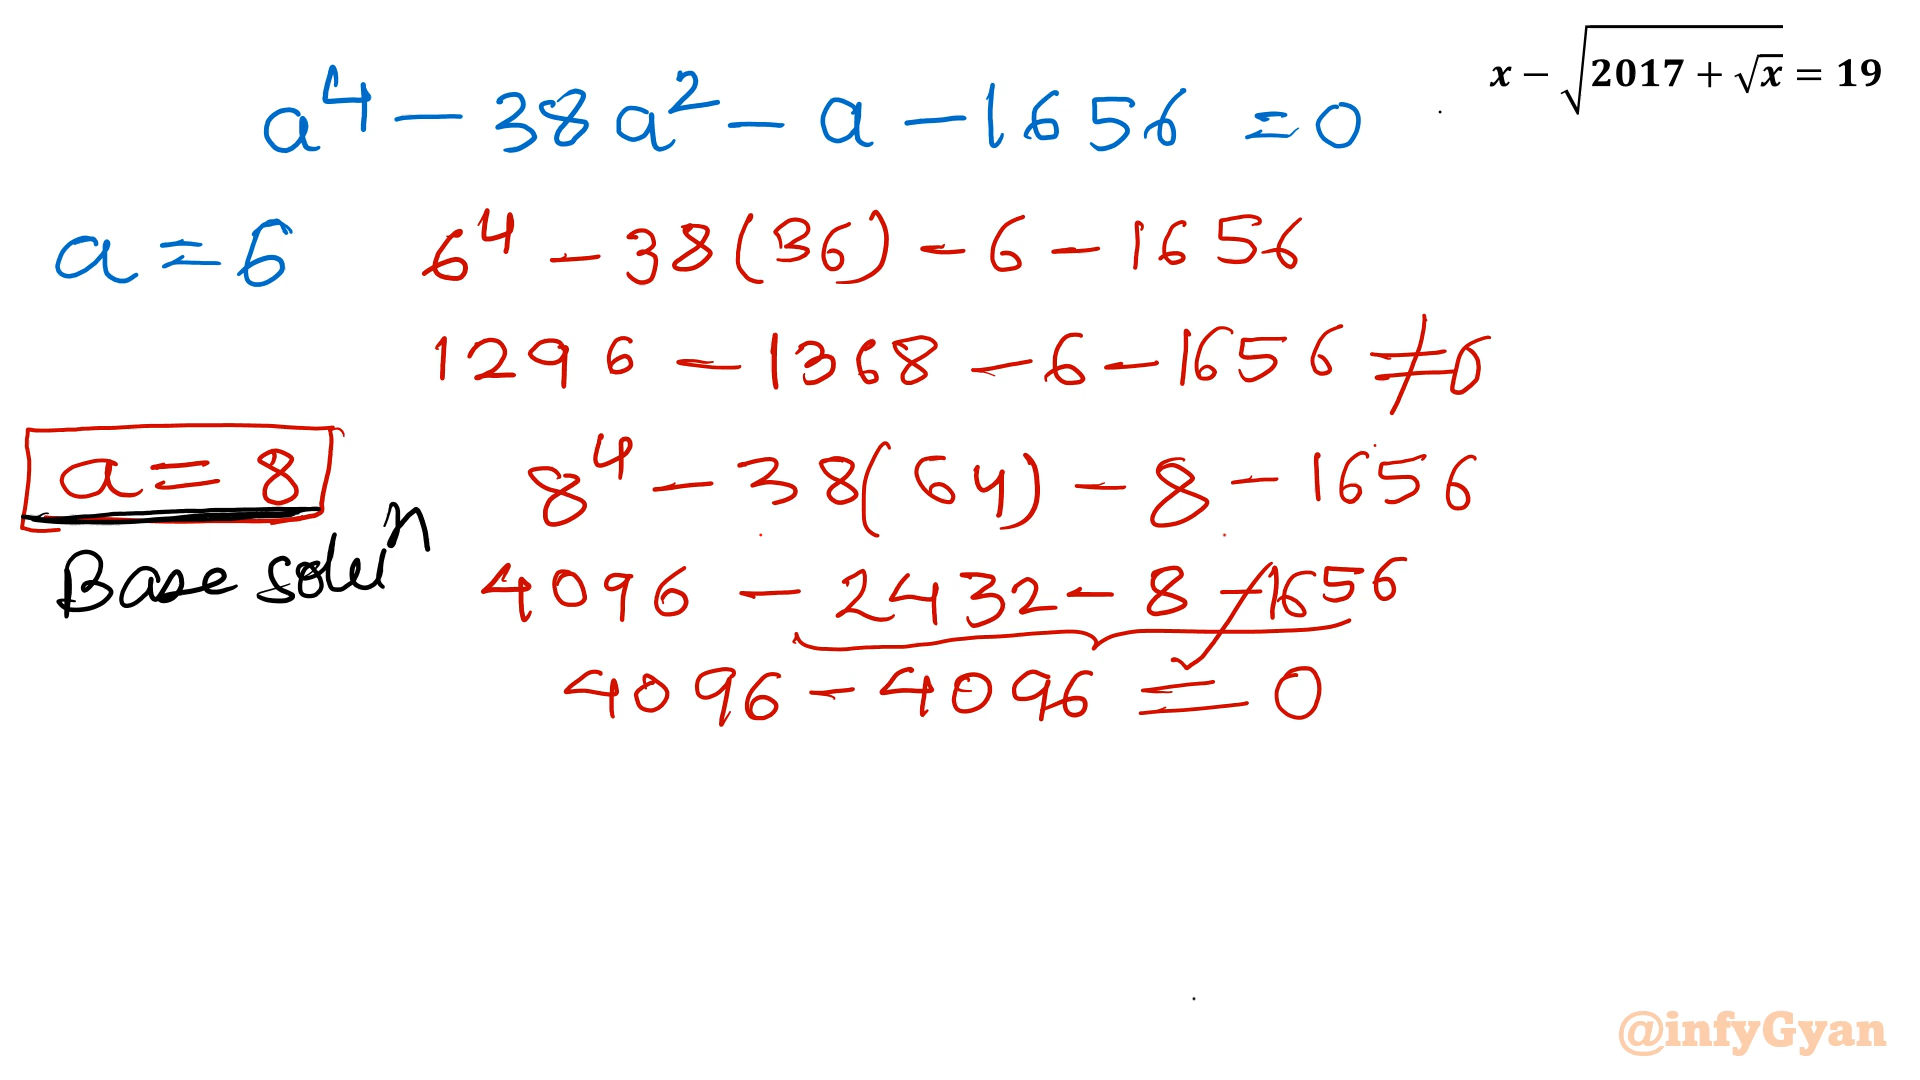 x − √(2017 + √x) = 19
a⁴ − 38a² − a − 1656 = 0
a = 6 6⁴ − 38(36) − 6 − 1656
1296 − 1368 − 6 − 1656 ≠ 0
a = 8 8⁴ − 38(64) − 8 − 1656
Base soluⁿ 4096 − 2432 − 8 − 1656
4096 − 4096 = 0
@infyGyan